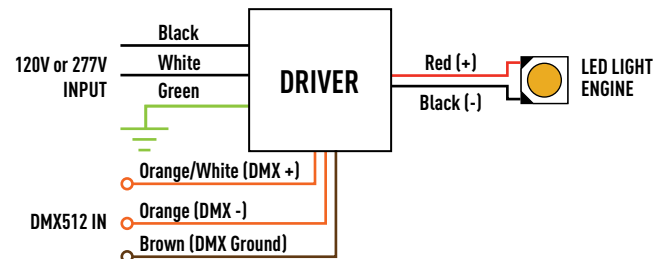 Black
120V or 277V
INPUT
White
Green
DRIVER
Red (+)
Black (-)
LED LIGHT
ENGINE
Orange/White (DMX +)
DMX512 IN
Orange (DMX -)
Brown (DMX Ground)